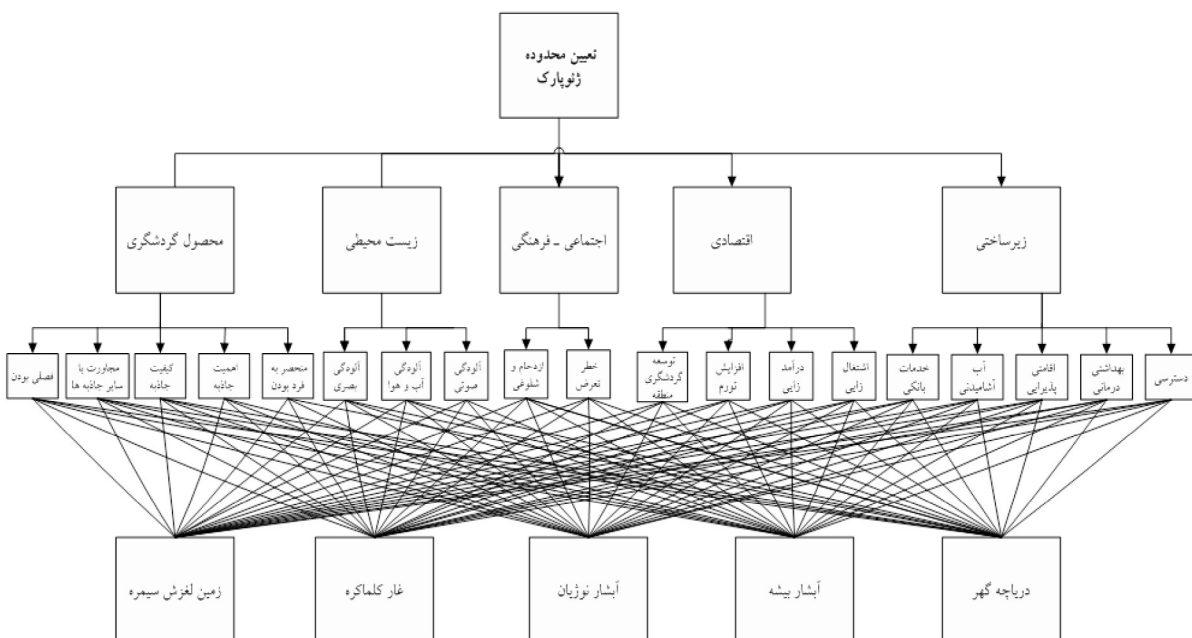 تعیین محدوده
ژئوپارک
زیرساختی
اقتصادی
اجتماعی ـ فرهنگی
زیست محیطی
محصول گردشگری
دسترسی
بهداشتی
درمانی
اقامتی
پذیرایی
آب
آشامیدنی
خدمات
بانکی
اشتغال
زایی
درآمد
زایی
افزایش
تورم
توسعه
گردشگری
منطقه
خطر
تعرض
ازدحام و
شلوغی
آلودگی
صوتی
آلودگی
آب و هوا
آلودگی
بصری
منحصر به
فرد بودن
اهمیت
جاذبه
کیفیت
جاذبه
مجاورت با
سایر جاذبه ها
فصلی بودن
دریاچه گهر
آبشار بیشه
آبشار نوژیان
غار کلماکره
زمین لغزش سیمره